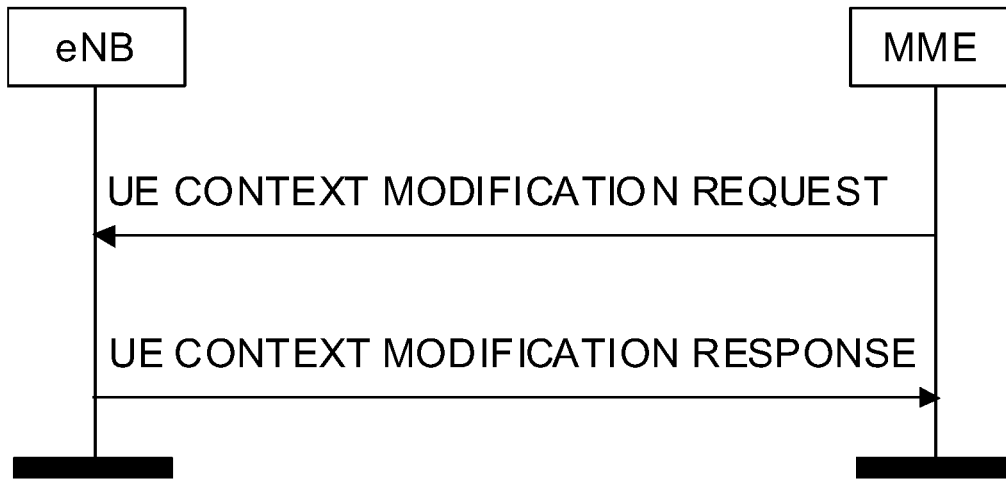 eNB
MME
UE CONTEXT MODIFICATION REQUEST
UE CONTEXT MODIFICATION RESPONSE